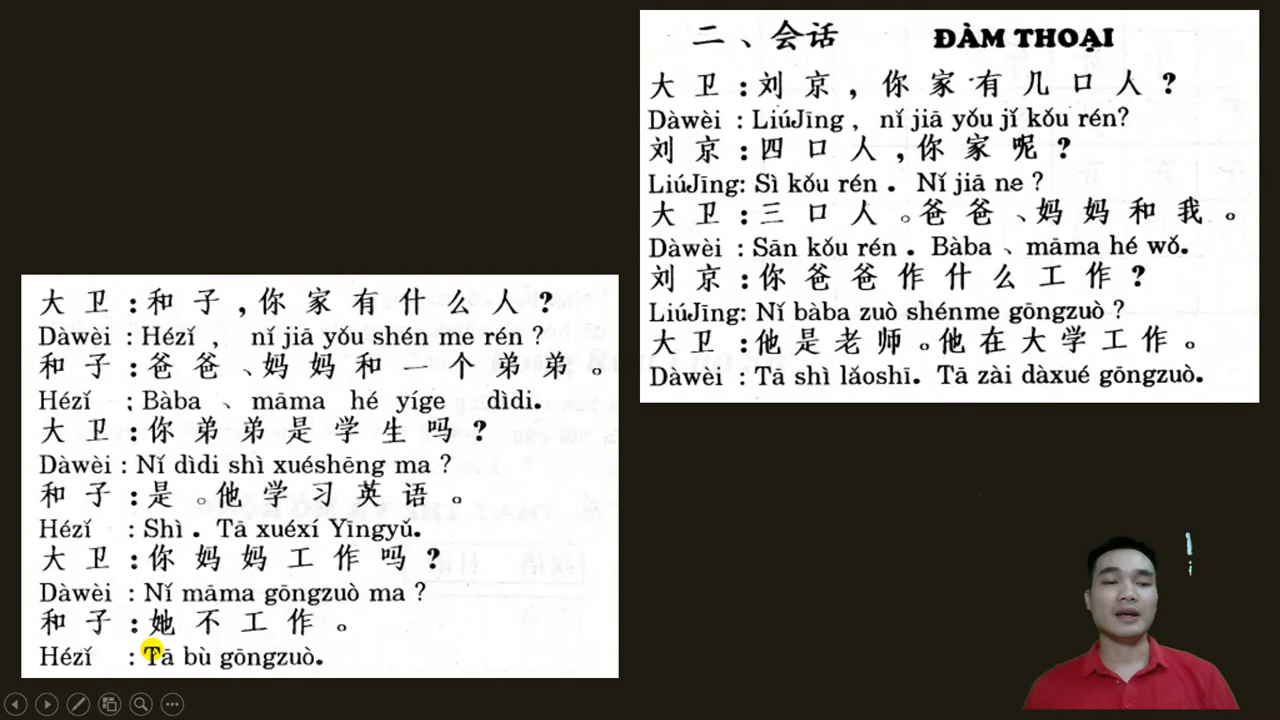 二、会话 ĐÀM THOẠI
大卫:刘京,你家有几口人?
Dàwèi : LiúJīng , nǐ jiā yǒu jǐ kǒu rén?
刘京:四口人,你家呢?
LiúJīng: Sì kǒu rén . Nǐ jiā ne ?
大卫:三口人。爸爸、妈妈和我。
Dàwèi : Sān kǒu rén . Bàba 、māma hé wǒ.
刘京:你爸爸作什么工作?
LiúJīng: Nǐ bàba zuò shénme gōngzuò ?
大卫:他是老师。他在大学工作。
Dàwèi : Tā shì lǎoshī. Tā zài dàxué gōngzuò.
大卫:和子,你家有什么人?
Dàwèi : Hézǐ , nǐ jiā yǒu shén me rén ?
和子:爸爸、妈妈和一个弟弟。
Hézǐ : Bàba 、 māma hé yíge dìdi.
大卫:你弟弟是学生吗?
Dàwèi : Nǐ dìdi shì xuéshēng ma ?
和子:是。他学习英语。
Hézǐ : Shì . Tā xuéxí Yīngyǔ.
大卫:你妈妈工作吗?
Dàwèi : Nǐ māma gōngzuò ma ?
和子:她不工作。
Hézǐ : Tā bù gōngzuò.